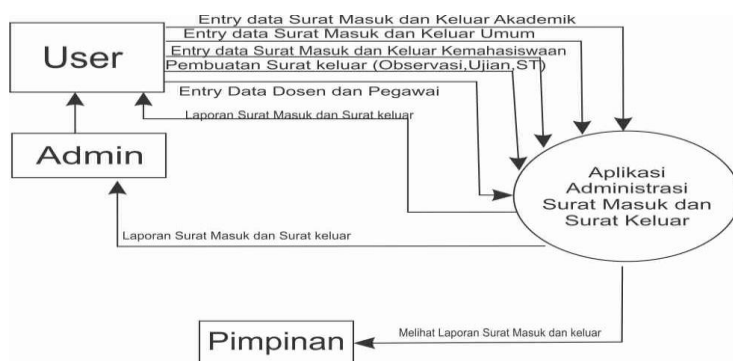 Entry data Surat Masuk dan Keluar Akademik
Entry data Surat Masuk dan Keluar Umum
User
Entry data Surat Masuk dan Keluar Kemahasiswaan
Pembuatan Surat keluar (Observasi,Ujian,ST)
Entry Data Dosen dan Pegawai
Laporan Surat Masuk dan Surat keluar
Admin
Aplikasi
Administrasi
Surat Masuk dan
Surat Keluar
Laporan Surat Masuk dan Surat keluar
Pimpinan
Melihat Laporan Surat Masuk dan keluar